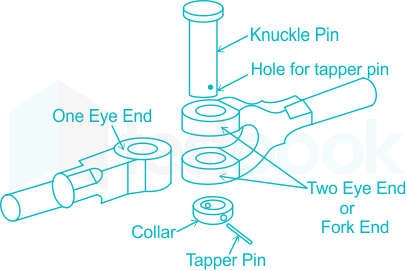 Knuckle Pin
Hole for tapper pin
One Eye End
Two Eye End
or
Fork End
Collar
Tapper Pin